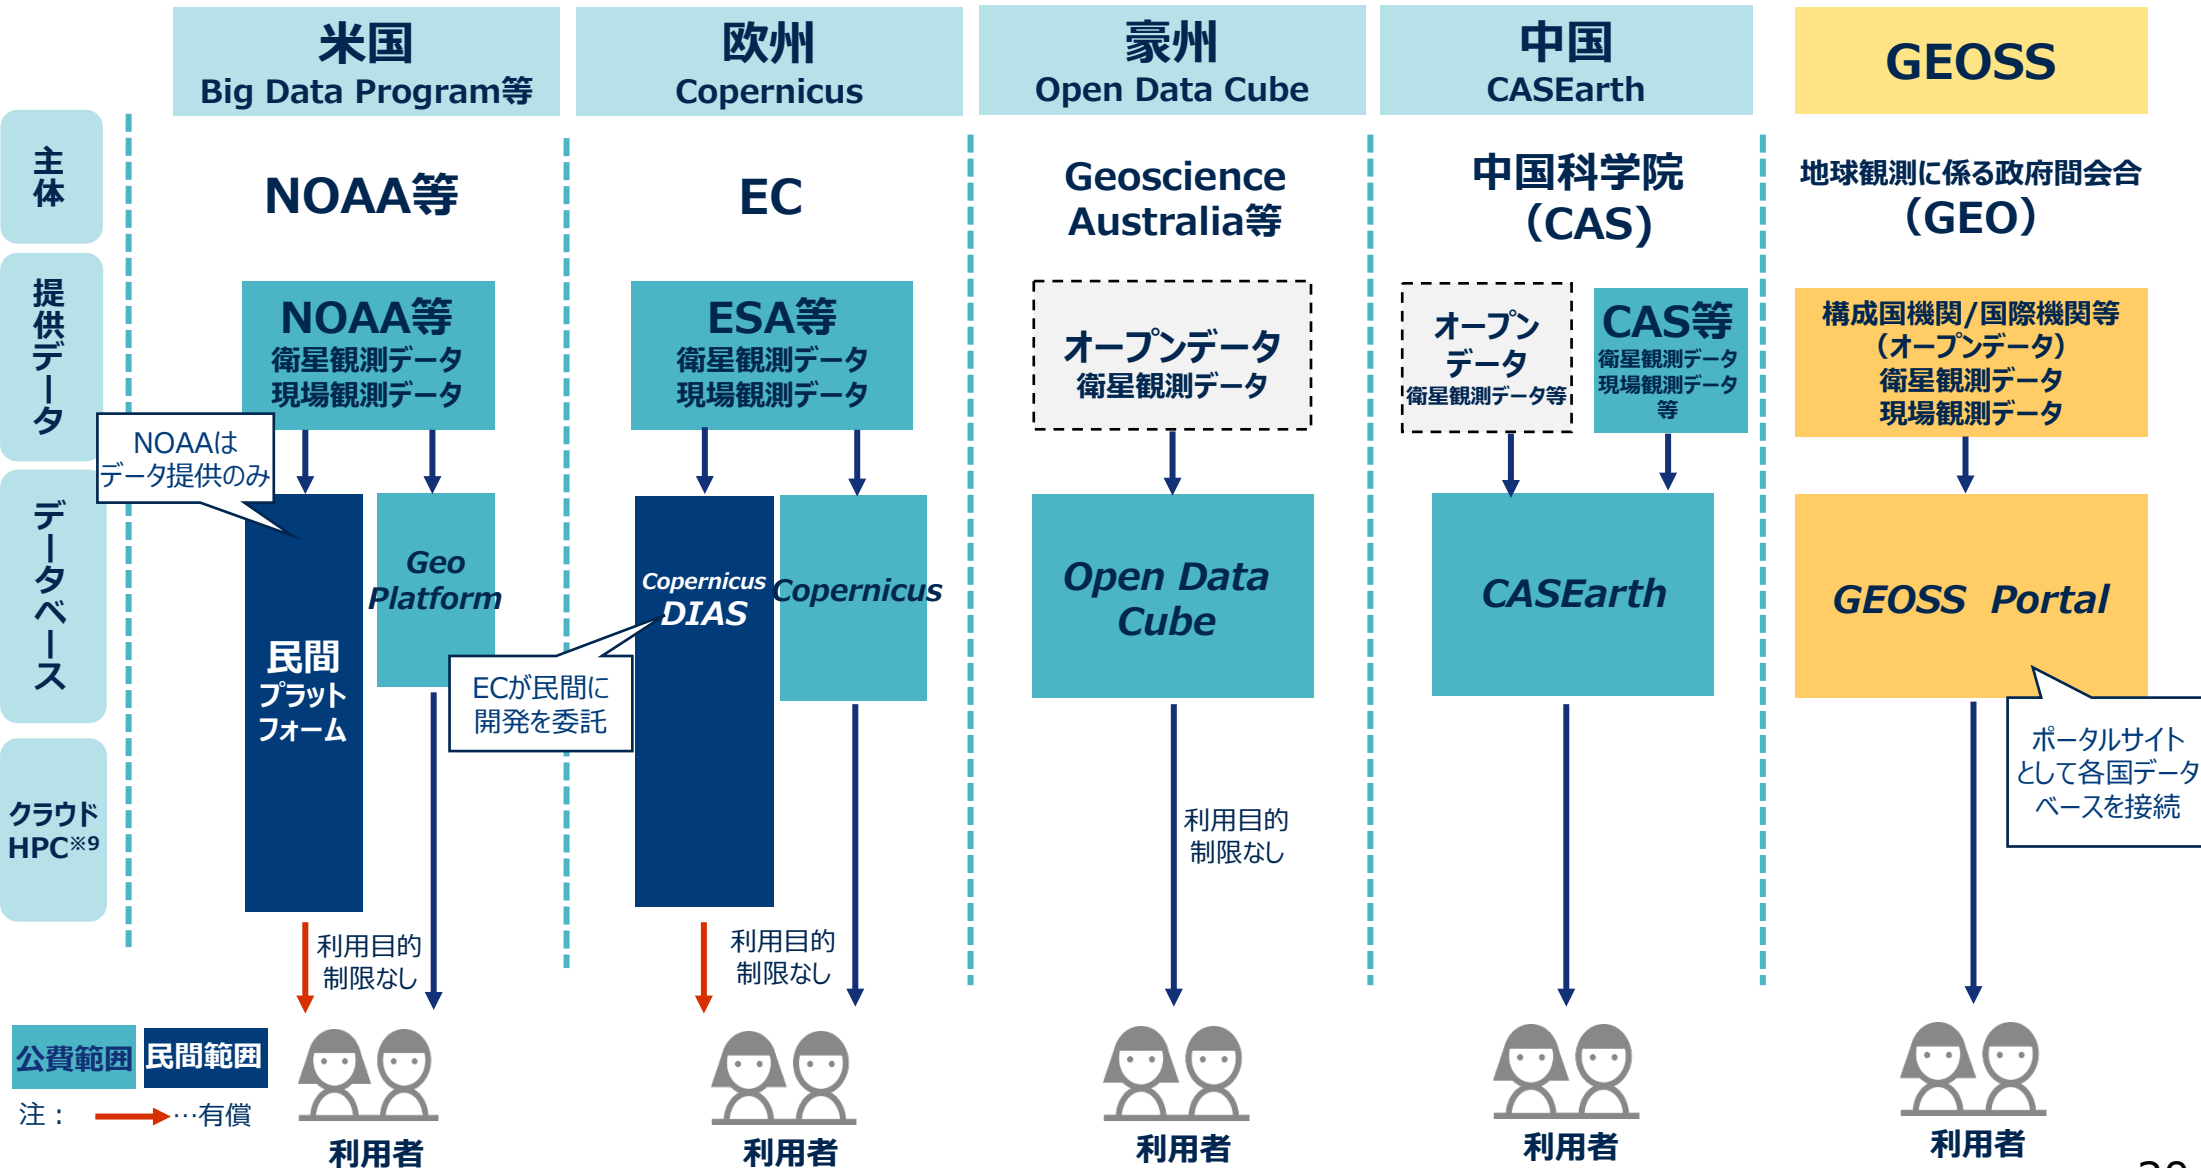 米国
Big Data Program等
欧州
Copernicus
豪州
Open Data Cube
中国
CASEarth
GEOSS
主体
NOAA等
EC
Geoscience
Australia等
中国科学院
（CAS）
地球観測に係る政府間会合
（GEO）
提供データ
NOAA等
衛星観測データ
現場観測データ
ESA等
衛星観測データ
現場観測データ
オープンデータ
衛星観測データ
オープン
データ
衛星観測データ等
CAS等
衛星観測データ
現場観測データ
等
構成国機関/国際機関等
（オープンデータ）
衛星観測データ
現場観測データ
NOAAは
データ提供のみ
データベース
民間
プラット
フォーム
Geo
Platform
Copernicus
DIAS
Copernicus
ECが民間に
開発を委託
Open Data
Cube
CASEarth
GEOSS Portal
ポータルサイト
として各国データ
ベースを接続
クラウド
HPC※9
利用目的
制限なし
利用目的
制限なし
利用目的
制限なし
公費範囲
民間範囲
注：
…有償
利用者
利用者
利用者
利用者
利用者